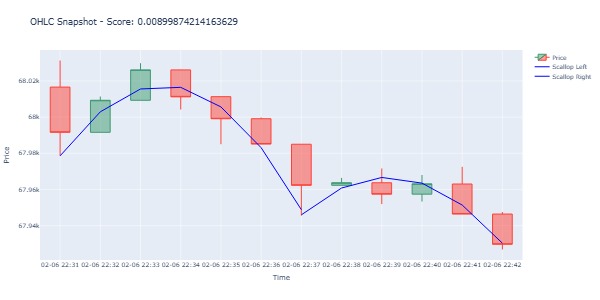 OHLC Snapshot - Score: 0.00899874214163629
Price
Scallop Left
Scallop Right
68.02k
68k
67.98k
67.96k
67.94k
Price
02-06 22:31 02-06 22:32 02-06 22:33 02-06 22:34 02-06 22:35 02-06 22:36 02-06 22:37 02-06 22:38 02-06 22:39 02-06 22:40 02-06 22:41 02-06 22:42
Time